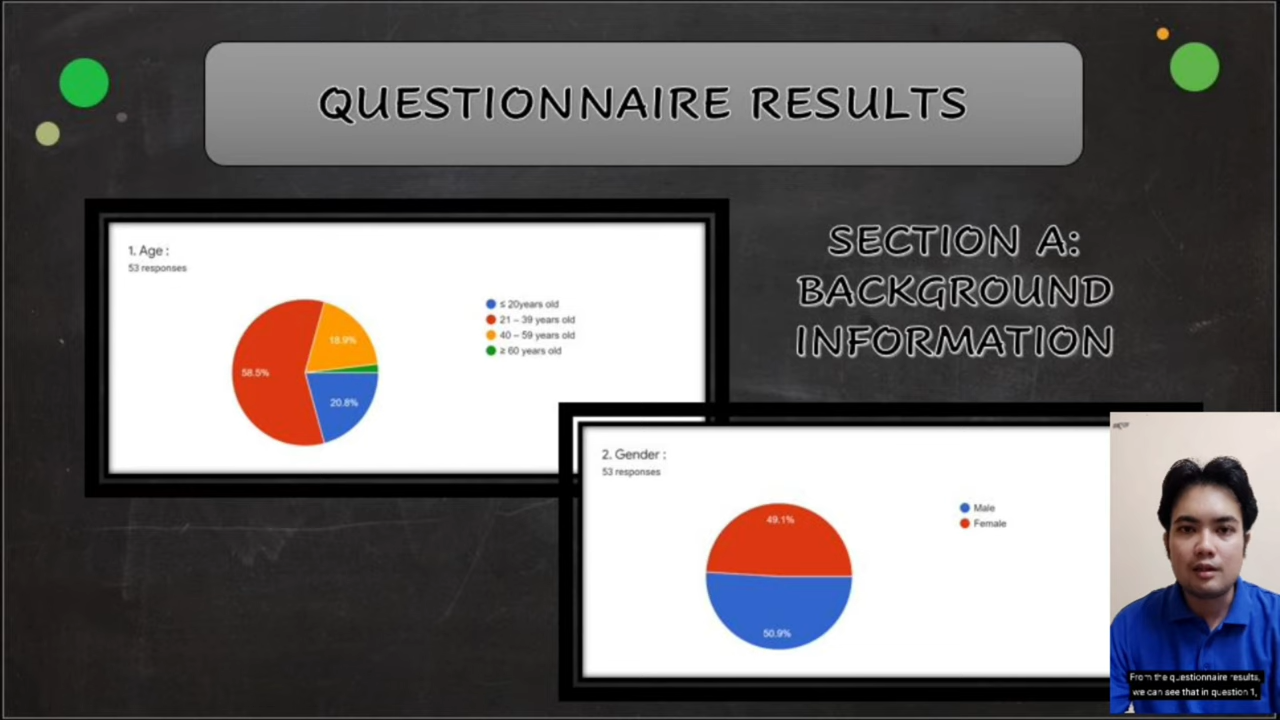 QUESTIONNAIRE RESULTS
SECTION A:
BACKGROUND
INFORMATION
1. Age :
53 responses
≤ 20years old
21 – 39 years old
40 – 59 years old
≥ 60 years old
18.9%
58.5%
20.8%
2. Gender :
53 responses
Male
Female
49.1%
50.9%
From the questionnaire results,
we can see that in question 1,